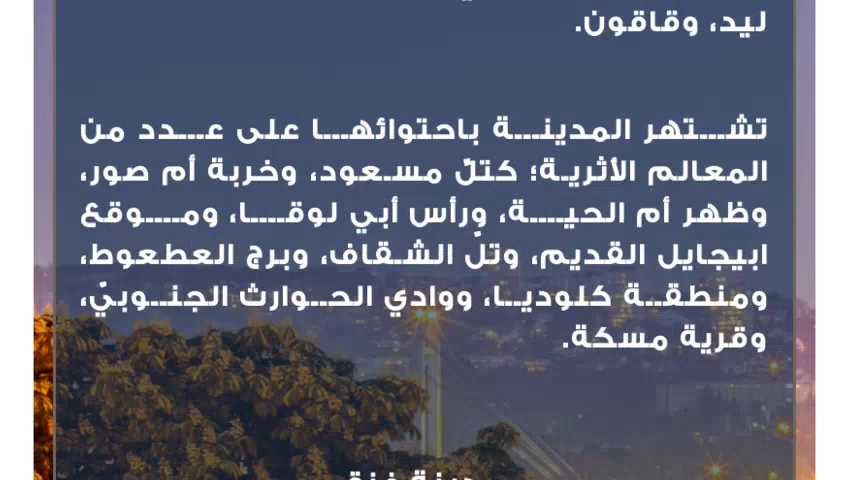 ليد، وقاقون.
تشتهر المدينة باحتوائها على عدد من
المعالم الأثرية؛ كتلّ مسعود، وخربة أم صور،
وظهر أم الحية، ورأس أبي لوقا، وموقع
ابيجايل القديم، وتلّ الشقاف، وبرج العطعوط،
ومنطقة كلوديا، ووادي الحوارث الجنوبيّ،
وقرية مسكة.